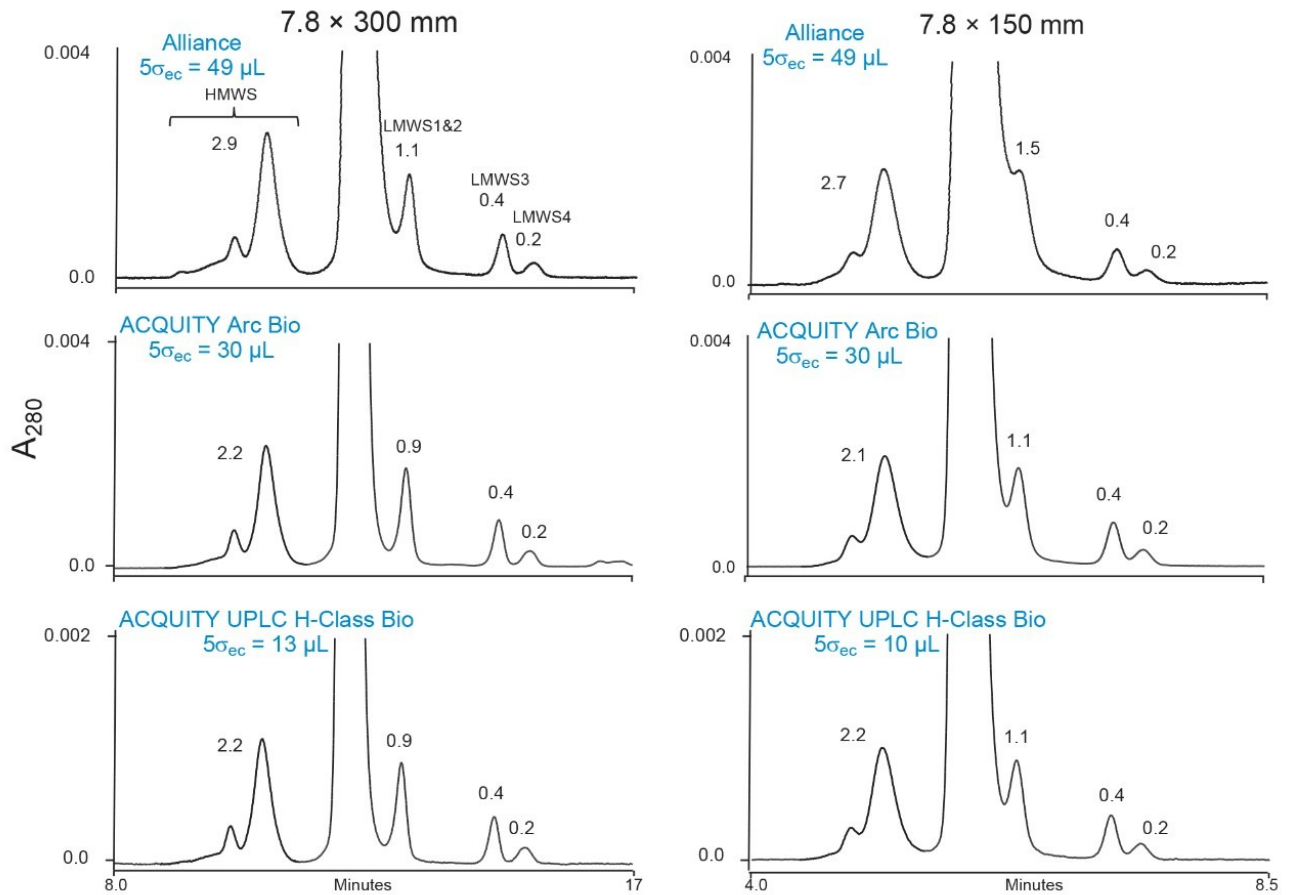 7.8 × 300 mm
Alliance
5σec = 49 µL
0.004
HMWS
2.9
LMWS1&2
1.1
LMWS3
0.4
LMWS4
0.2
0.0
7.8 × 150 mm
Alliance
5σec = 49 µL
0.004
2.7
1.5
0.4
0.2
0.0
ACQUITY Arc Bio
5σec = 30 µL
0.004
2.2
0.9
0.4
0.2
0.0
ACQUITY Arc Bio
5σec = 30 µL
0.004
2.1
1.1
0.4
0.2
0.0
A280
ACQUITY UPLC H-Class Bio
5σec = 13 µL
0.002
2.2
0.9
0.4
0.2
0.0
8.0 Minutes 17
ACQUITY UPLC H-Class Bio
5σec = 10 µL
0.002
2.2
1.1
0.4
0.2
0.0
4.0 Minutes 8.5